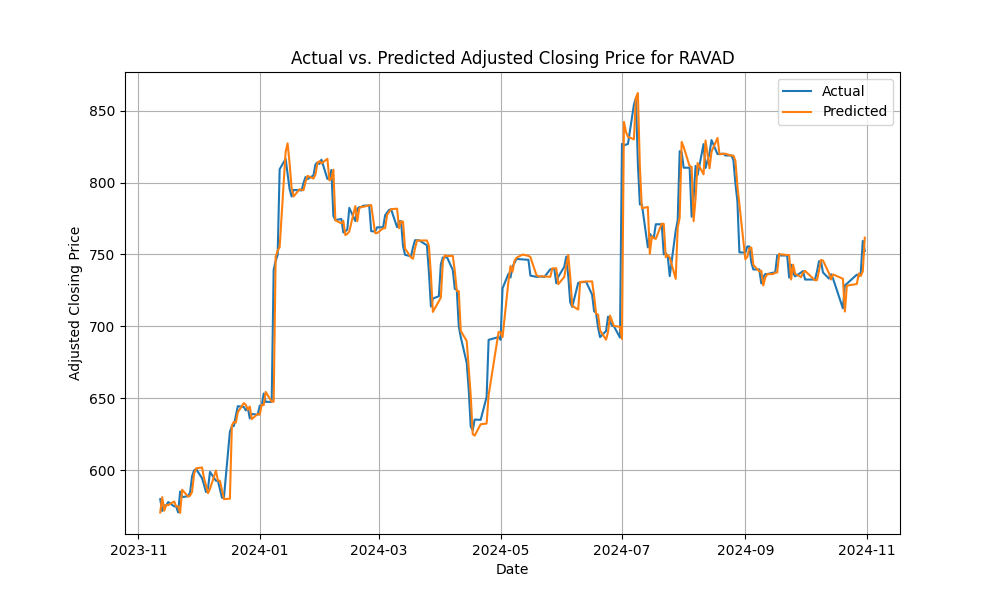 Actual vs. Predicted Adjusted Closing Price for RAVAD
Actual
Predicted
850
800
750
700
650
600
Adjusted Closing Price
2023-11
2024-01
2024-03
2024-05
2024-07
2024-09
2024-11
Date